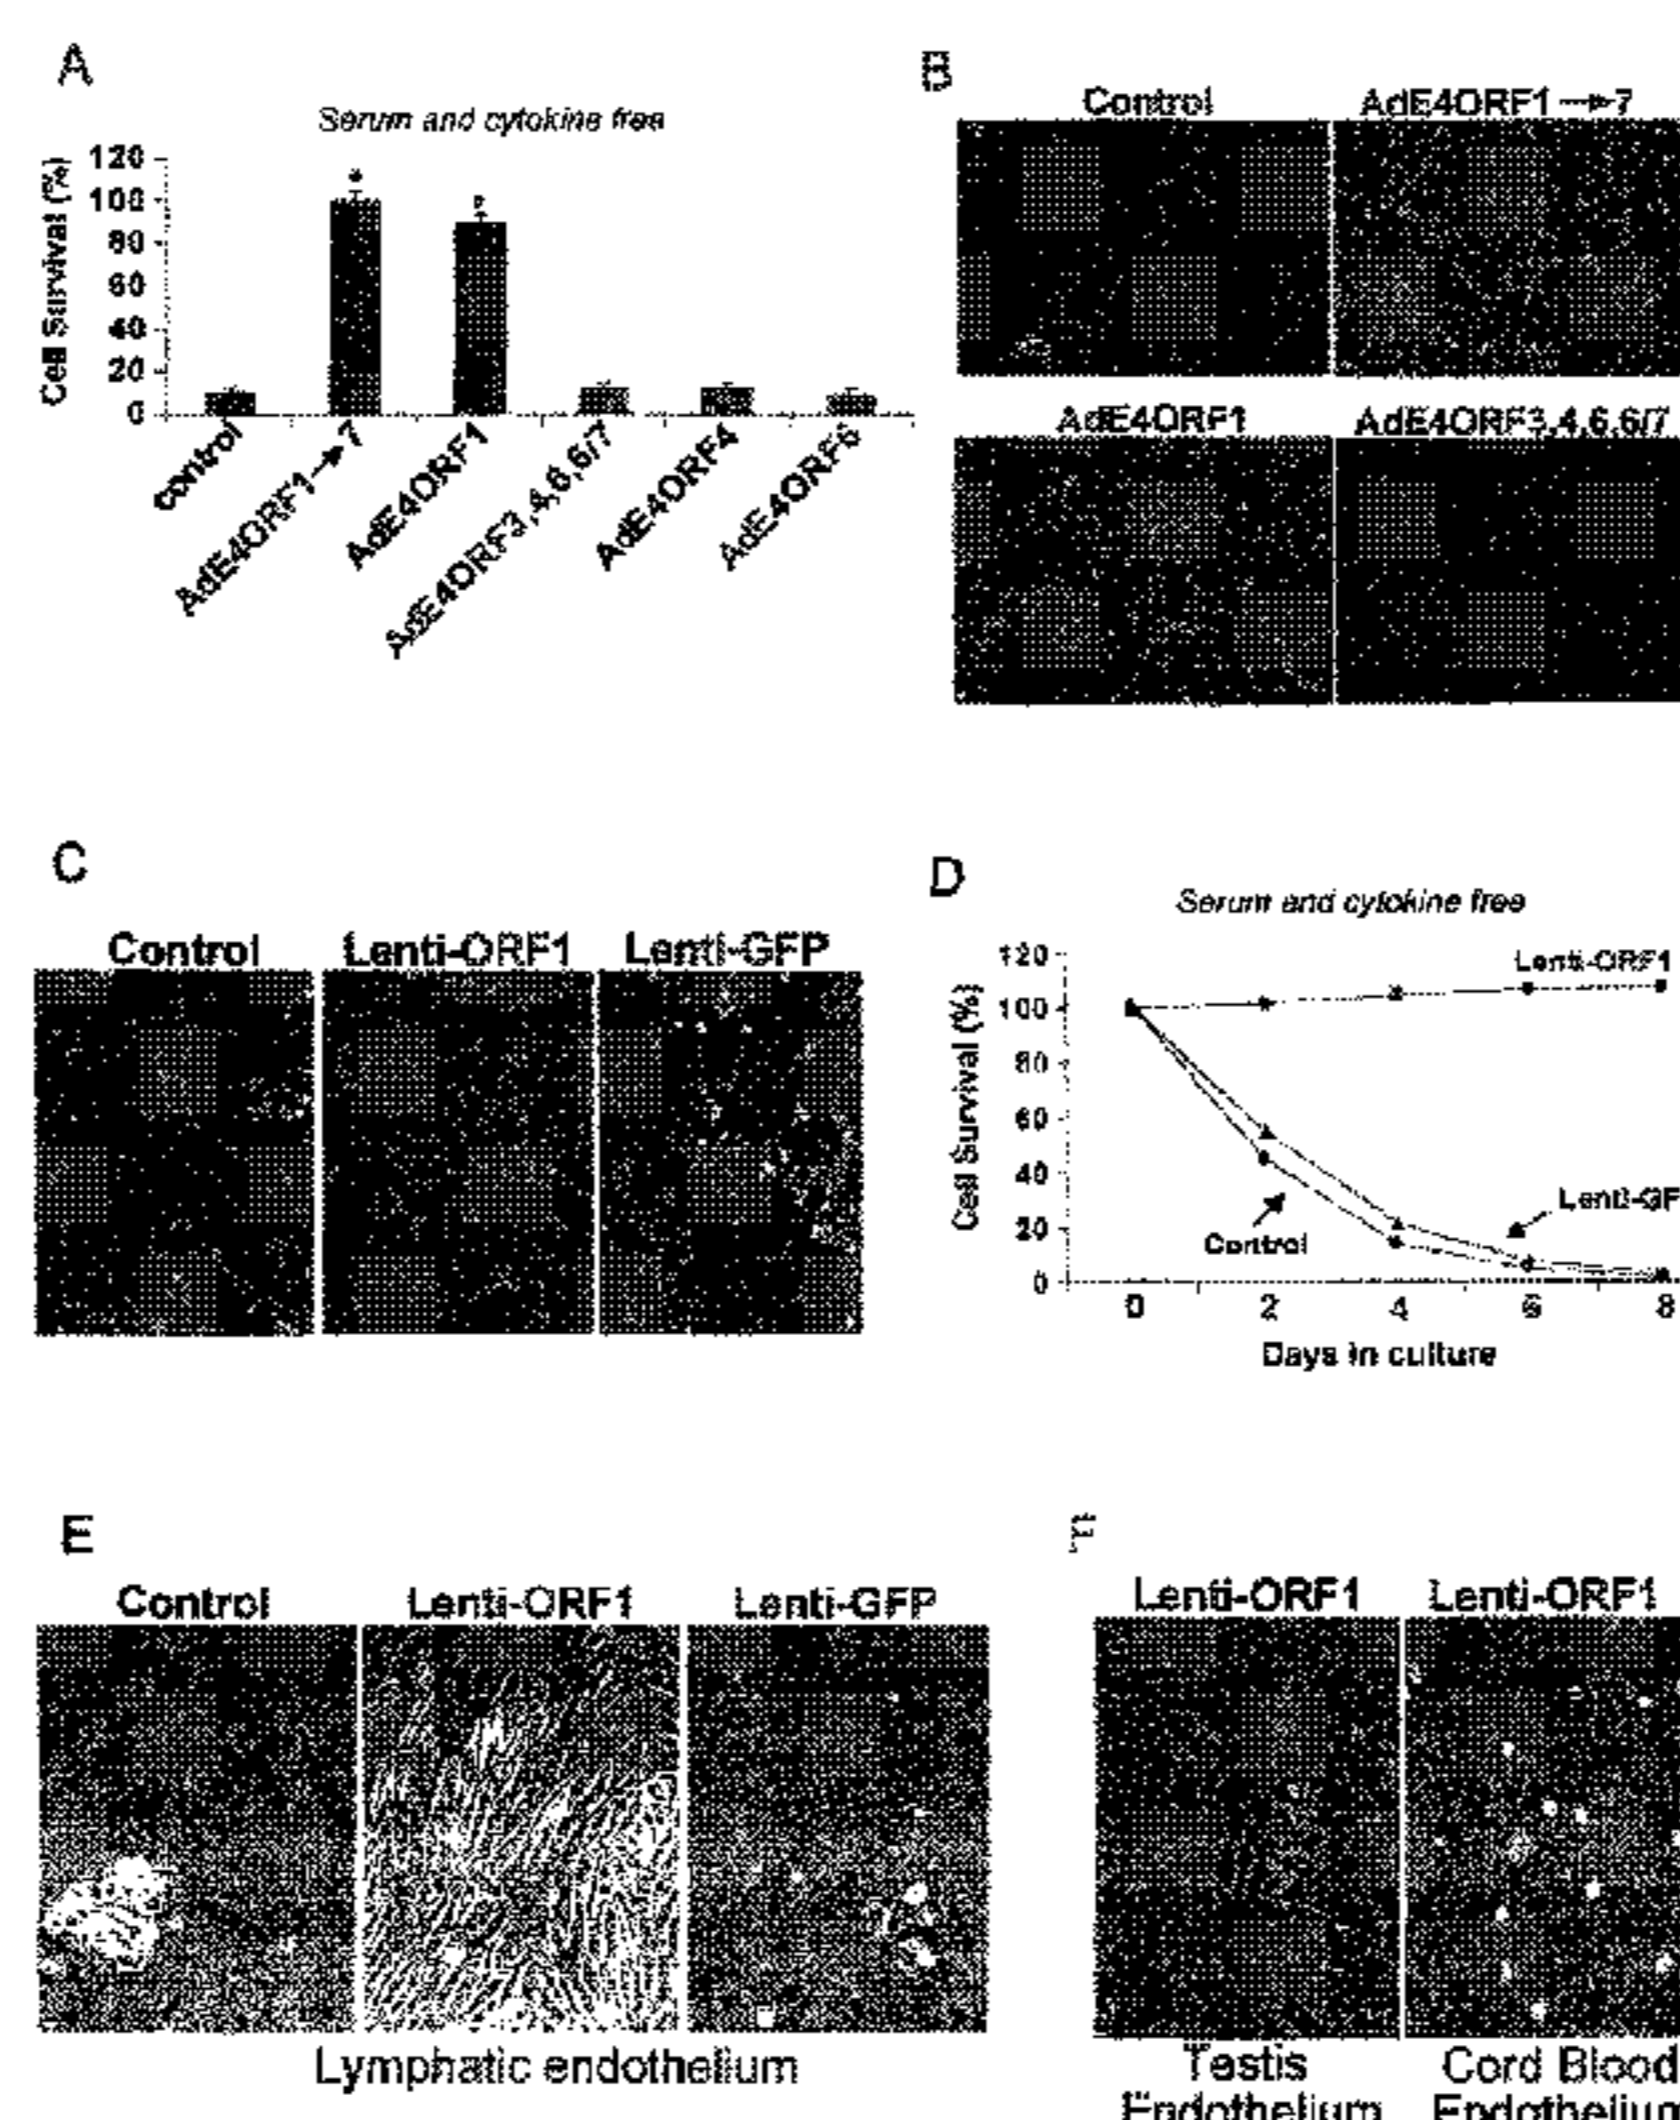 A
Serum and cytokine free
Cell Survival (%)
120
100
80
60
40
20
0
control
AdE4ORF1→7
AdE4ORF1
AdE4ORF3,4,6,6/7
AdE4ORF4
AdE4ORF6
B
Control
AdE4ORF1→7
AdE4ORF1
AdE4ORF3,4,6,6/7
C
Control
Lenti-ORF1
Lenti-GFP
D
Serum and cytokine free
Cell Survival (%)
120
100
80
60
40
20
0
Lenti-ORF1
Control
Lenti-GF
0 2 4 6 8
Days in culture
E
Control
Lenti-ORF1
Lenti-GFP
Lymphatic endothelium
F
Lenti-ORF1
Lenti-ORF1
Testis
Endothelium
Cord Blood
Endothelium